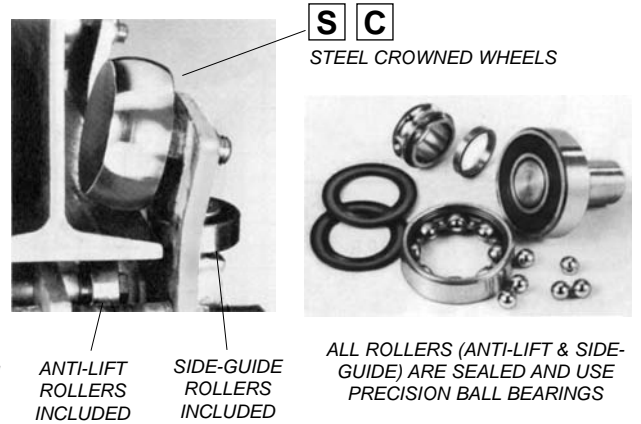 S C
STEEL CROWNED WHEELS
ANTI-LIFT
ROLLERS
INCLUDED
SIDE-GUIDE
ROLLERS
INCLUDED
ALL ROLLERS (ANTI-LIFT & SIDE-
GUIDE) ARE SEALED AND USE
PRECISION BALL BEARINGS